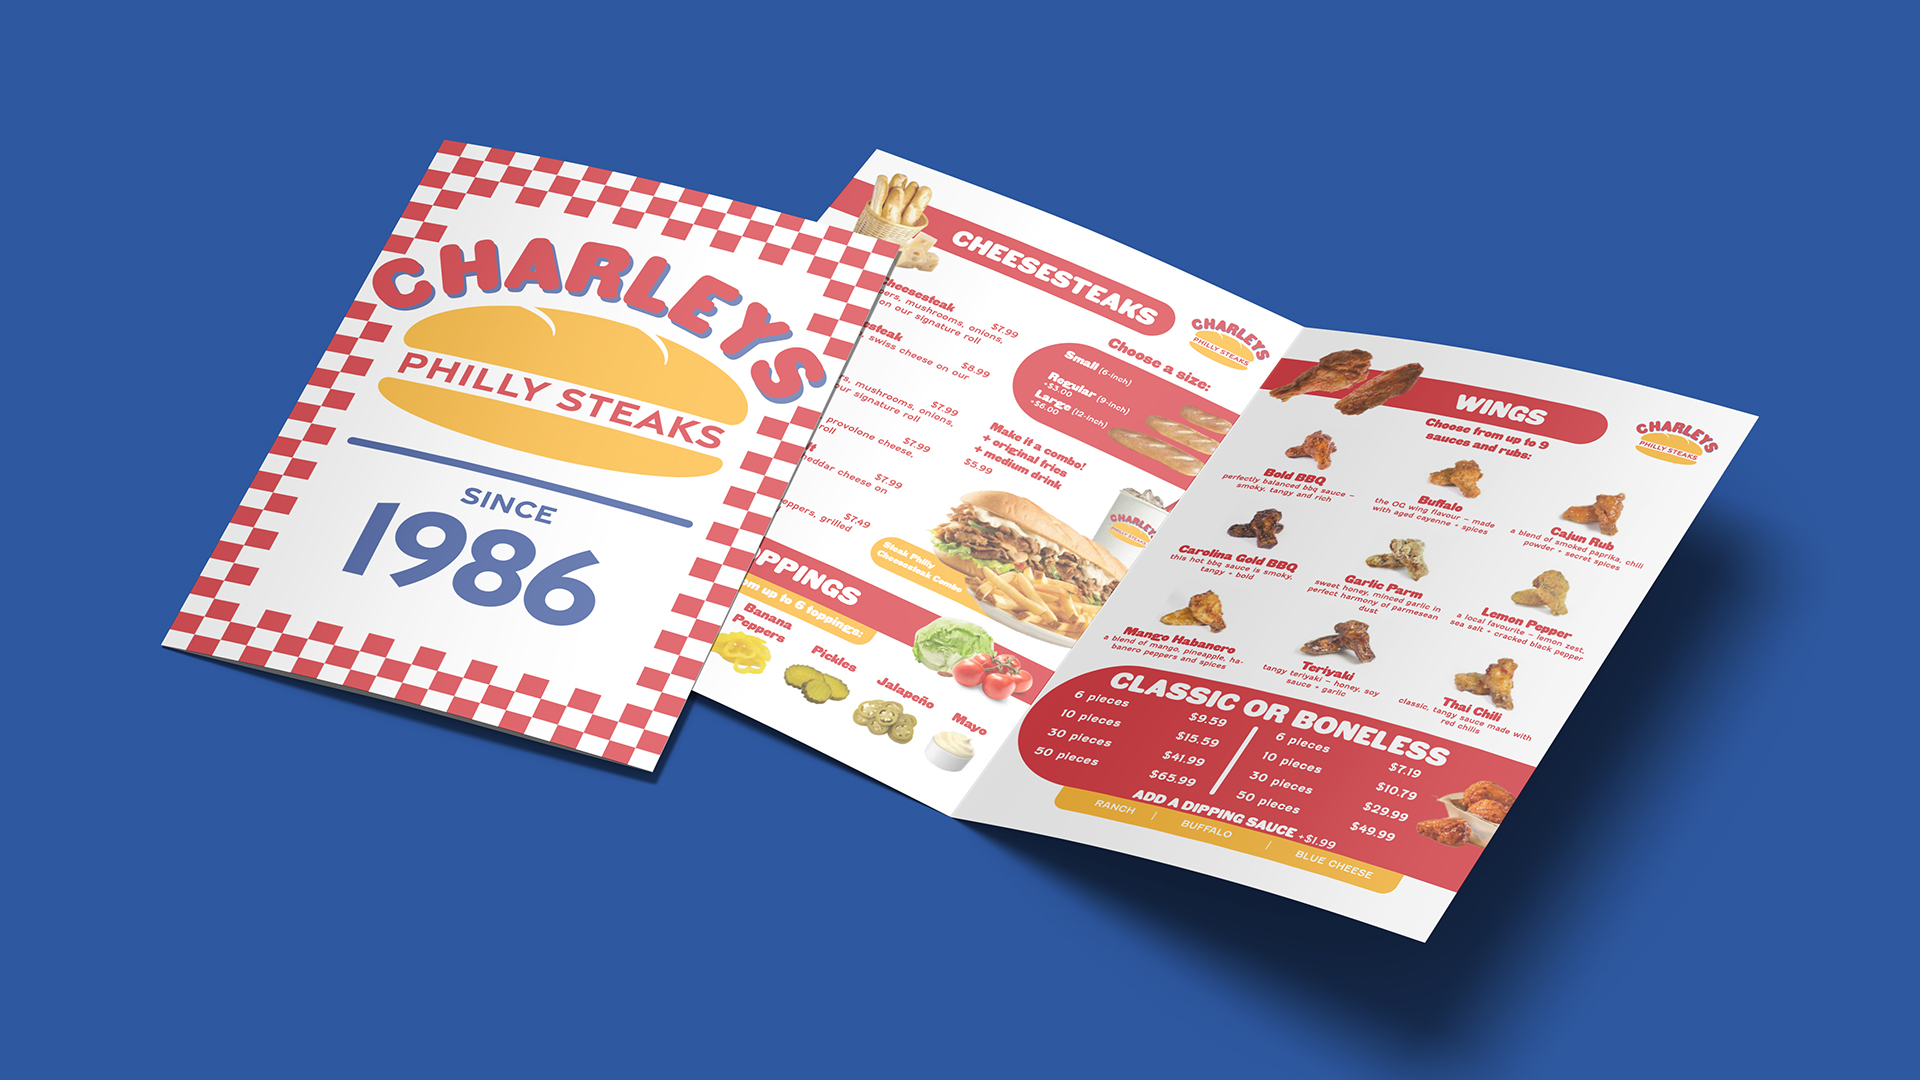 CHARLEYS
PHILLY STEAKS
SINCE
1986
CHEESESTEAKS
CHARLEYS
PHILLY STEAKS
$7.99
mushrooms, onions,
on our signature roll
swiss cheese on our
$8.99
mushrooms, onions,
signature roll
$7.99
provolone cheese,
roll
$7.99
cheese on
$7.99
grilled
$7.49
Choose a size:
Small (6-inch)
Regular (9-inch)
+$3.00
Large (12-inch)
+$6.00
Make it a combo!
+ original fries
+ medium drink
$5.99
CHARLEYS
PHILLY STEAKS
Steak Philly
Cheesesteak Combo
up to 6 toppings:
Banana
Peppers
Pickles
Jalapeño
Mayo
WINGS
CHARLEYS
PHILLY STEAKS
Choose from up to 9
sauces and rubs:
Bold BBQ
perfectly balanced bbq sauce –
smoky, tangy and rich
Buffalo
the OG wing flavour – made
with aged cayenne + spices
Cajun Rub
a blend of smoked paprika, chili
powder + secret spices
Carolina Gold BBQ
this hot bbq sauce is smoky,
tangy + bold
Garlic Parm
sweet honey, minced garlic in
perfect harmony of parmesean
dust
Lemon Pepper
a local favourite – lemon zest,
sea salt + cracked black pepper
Mango Habanero
a blend of mango, pineapple, ha-
banero peppers and spices
Teriyaki
tangy teriyaki – honey, soy
sauce + garlic
Thai Chili
classic, tangy sauce made with
red chilis
CLASSIC OR BONELESS
6 pieces $9.59
10 pieces $15.59
30 pieces $41.99
50 pieces $65.99
6 pieces $7.19
10 pieces $10.79
30 pieces $29.99
50 pieces $49.99
ADD A DIPPING SAUCE +$1.99
RANCH / BUFFALO / BLUE CHEESE